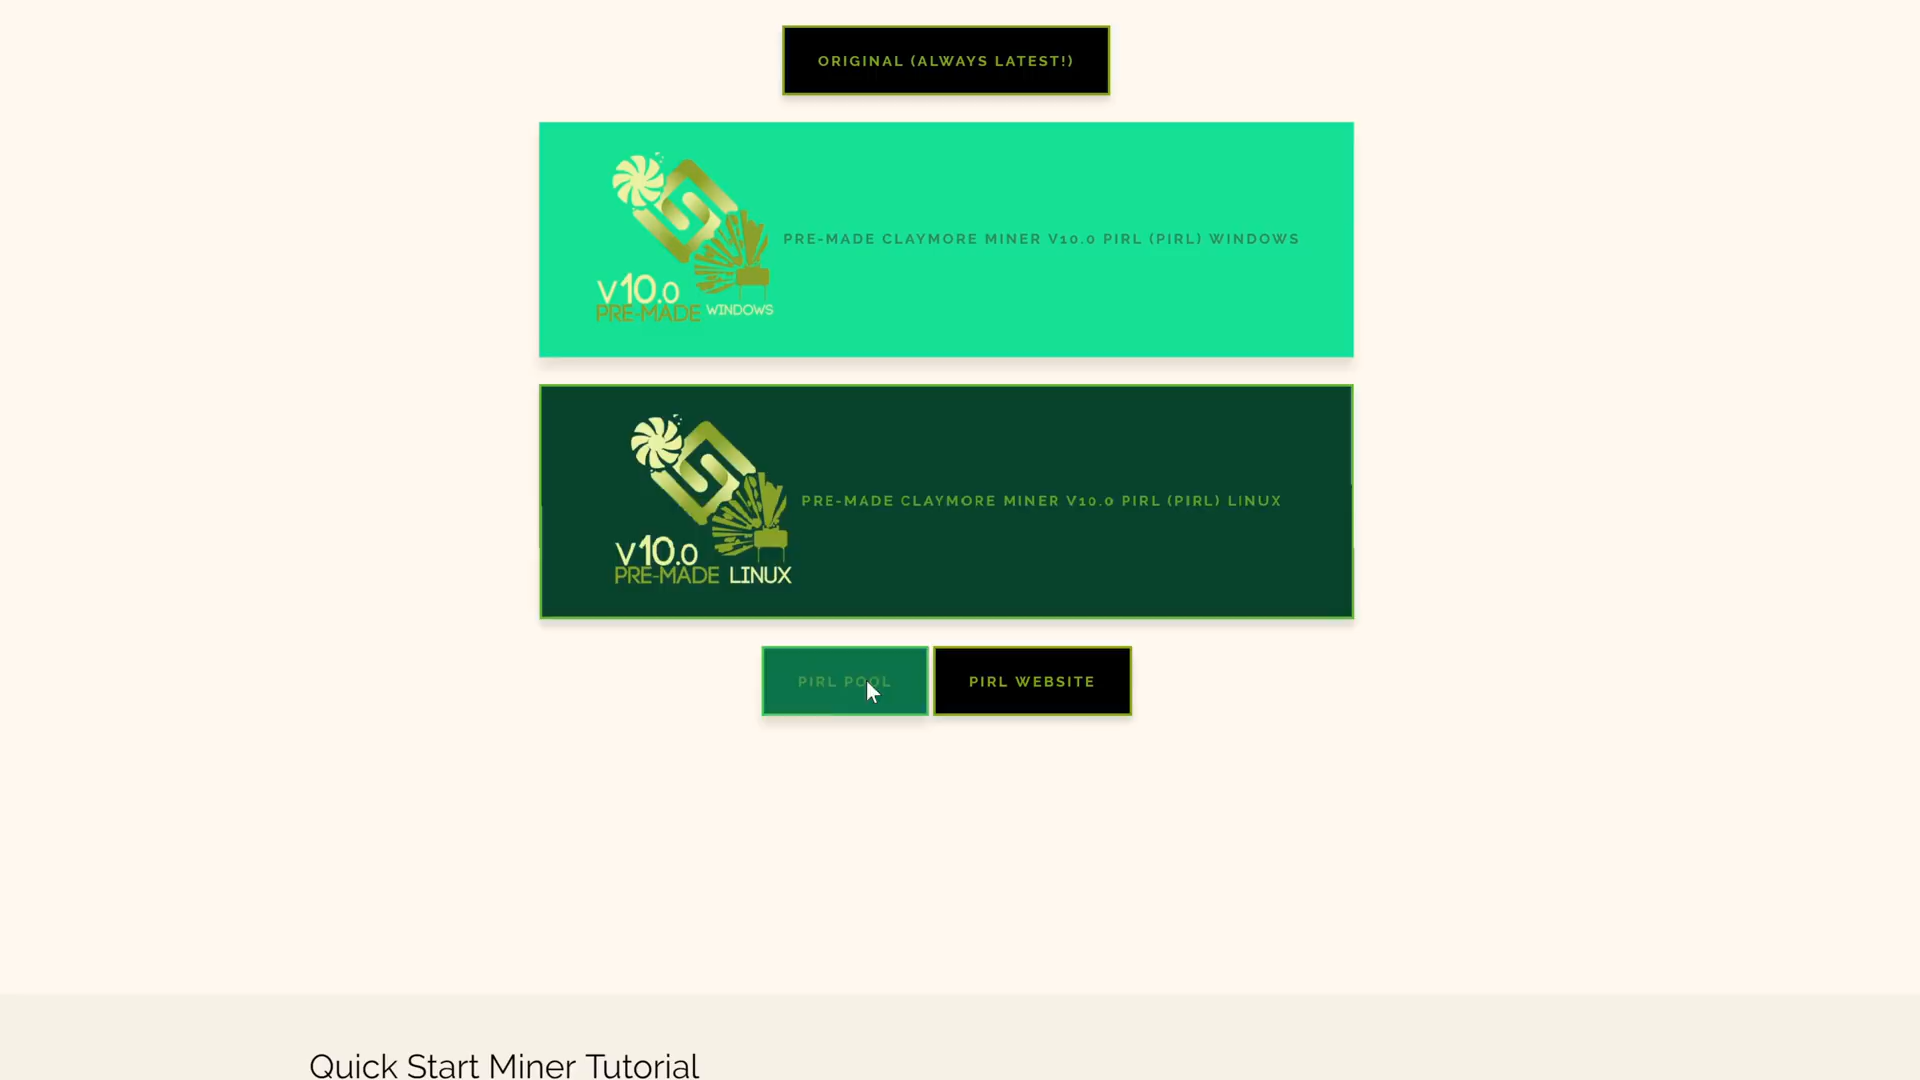 ORIGINAL (ALWAYS LATEST!)
V10.0
PRE-MADE WINDOWS
PRE-MADE CLAYMORE MINER V10.0 PIRL (PIRL) WINDOWS
V10.0
PRE-MADE LINUX
PRE-MADE CLAYMORE MINER V10.0 PIRL (PIRL) LINUX
PIRL POOL
PIRL WEBSITE
Quick Start Miner Tutorial